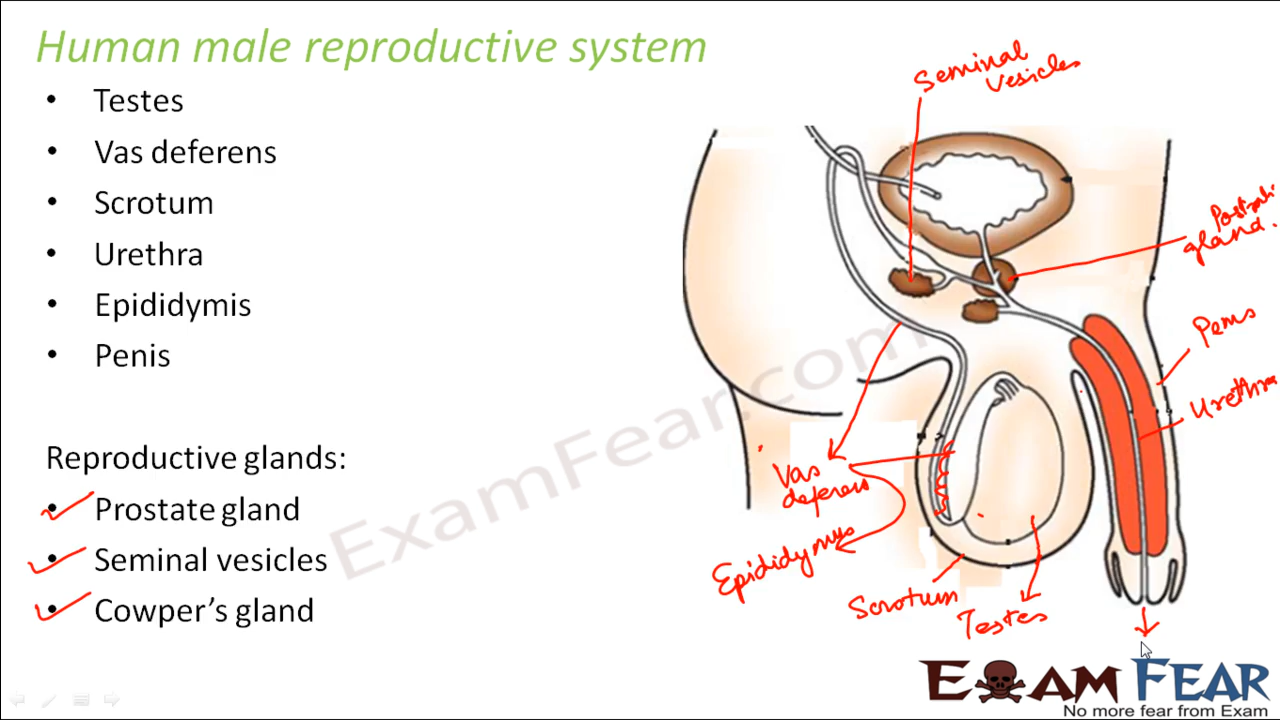 Human male reproductive system
• Testes
• Vas deferens
• Scrotum
• Urethra
• Epididymis
• Penis
Reproductive glands:
• Prostate gland
• Seminal vesicles
• Cowper's gland
Seminal
vesicles
gland.
Penis
Urethra
Vas
deferens
Epididymus
Scrotum
Testes
ExamFear.com
EXAM FEAR
No more fear from Exam